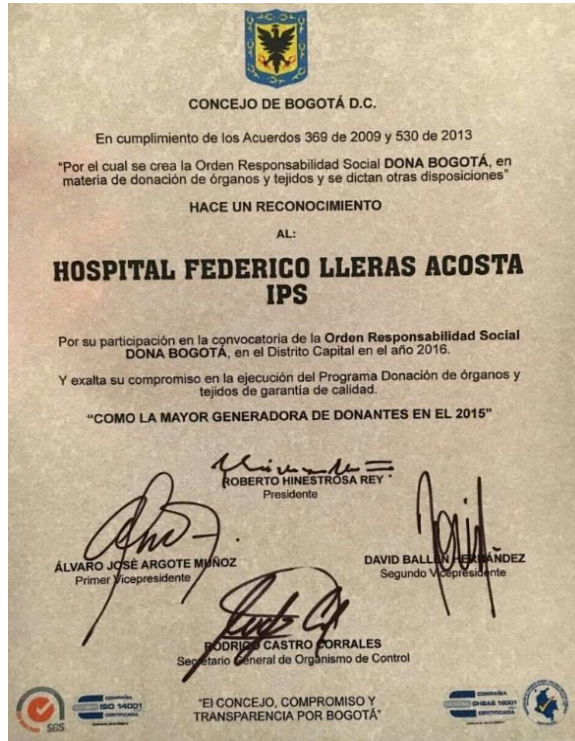 CONCEJO DE BOGOTÁ D.C.
En cumplimiento de los Acuerdos 369 de 2009 y 530 de 2013
"Por el cual se crea la Orden Responsabilidad Social DONA BOGOTÁ, en
materia de donación de órganos y tejidos y se dictan otras disposiciones"
HACE UN RECONOCIMIENTO
AL:
HOSPITAL FEDERICO LLERAS ACOSTA
IPS
Por su participación en la convocatoria de la Orden Responsabilidad Social
DONA BOGOTÁ, en el Distrito Capital en el año 2016.
Y exalta su compromiso en la ejecución del Programa Donación de órganos y
tejidos de garantía de calidad.
"COMO LA MAYOR GENERADORA DE DONANTES EN EL 2015"
ROBERTO HINESTROSA REY
Presidente
ÁLVARO JOSÉ ARGOTE MUÑOZ
Primer Vicepresidente
DAVID BALLÉN HERNÁNDEZ
Segundo Vicepresidente
RODRIGO CASTRO CORRALES
Secretario General de Organismo de Control
"El CONCEJO, COMPROMISO Y
TRANSPARENCIA POR BOGOTÁ"
SGS
COMPAÑIA
ISO 14001
CERTIFICADA
COMPAÑIA
OHSAS 18001
CERTIFICADA